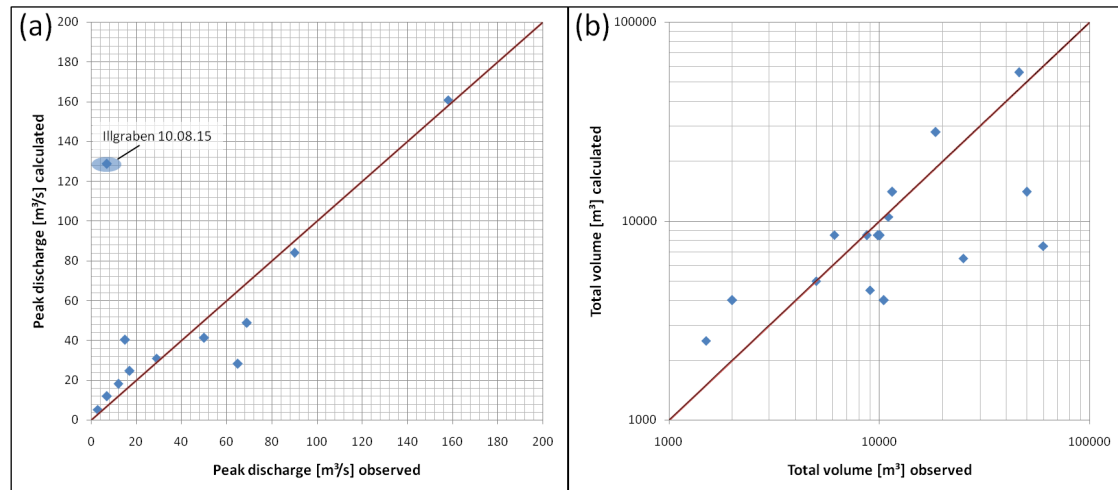 (a)
200
180
160
140
120
100
80
60
40
20
0
Peak discharge [m³/s] calculated
Illgraben 10.08.15
0 20 40 60 80 100 120 140 160 180 200
Peak discharge [m³/s] observed
(b)
100000
10000
1000
Total volume [m³] calculated
1000 10000 100000
Total volume [m³] observed